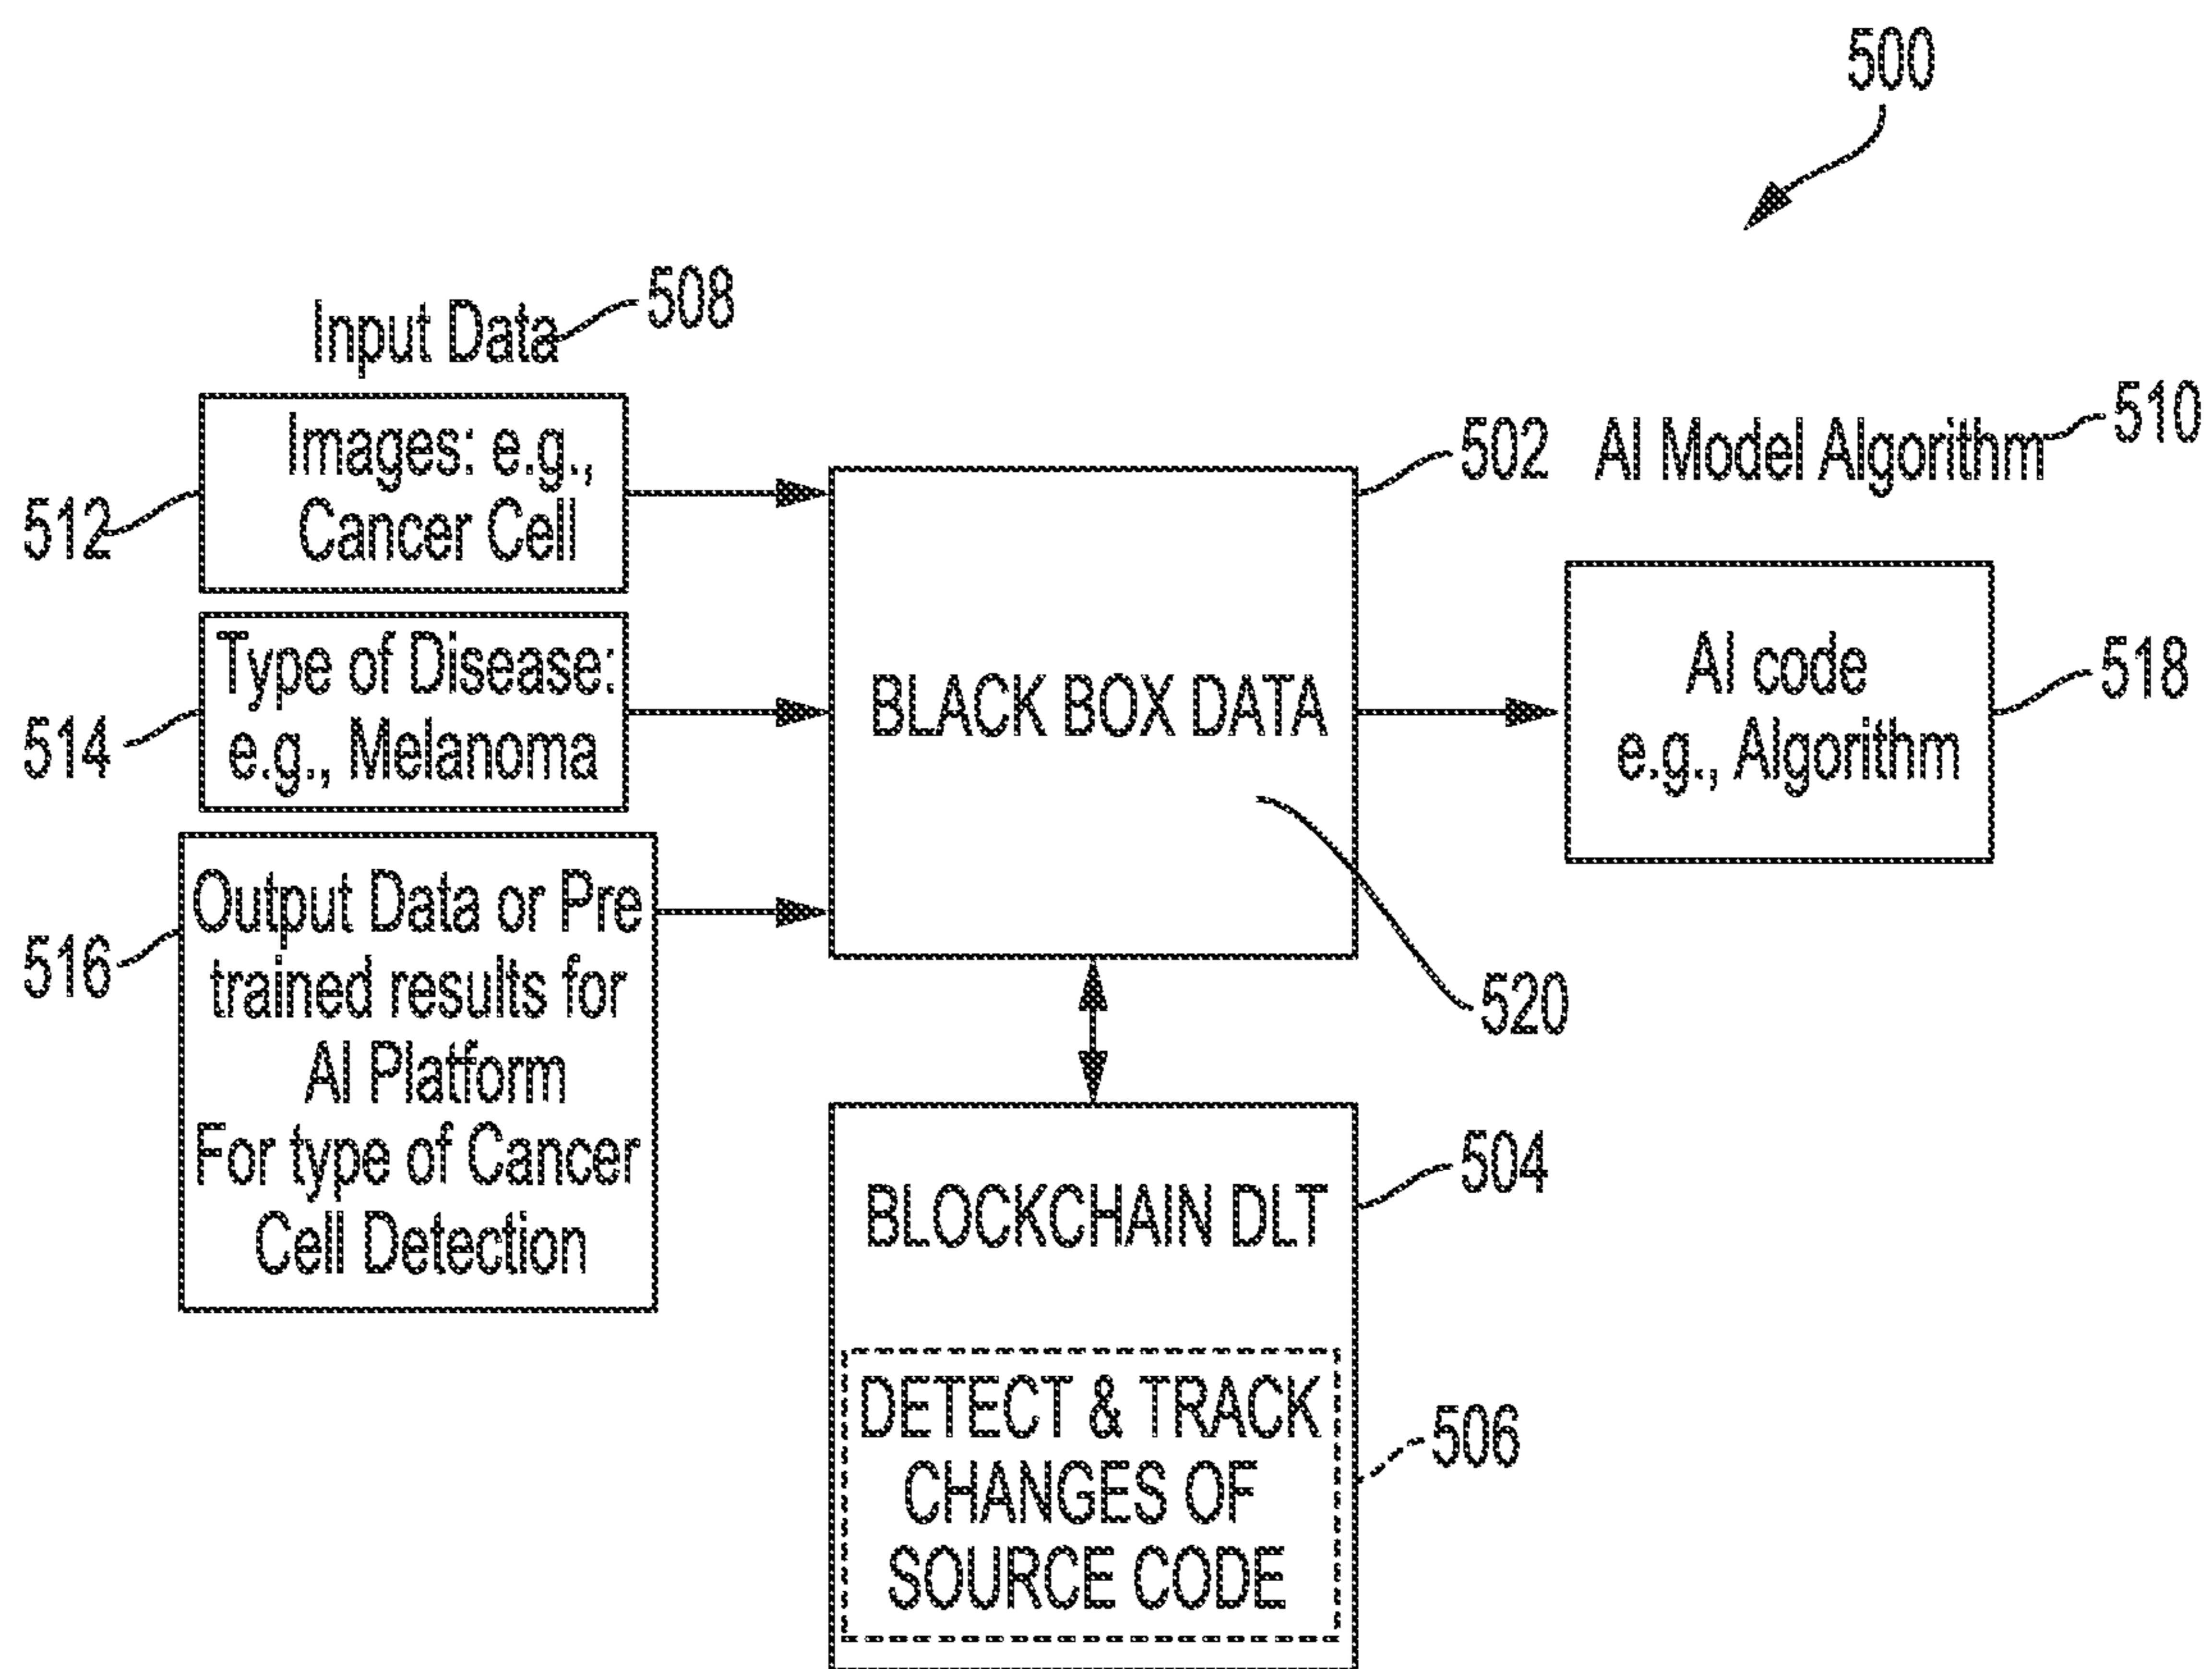 500
Input Data
508
Images: e.g.,
Cancer Cell
512
Type of Disease:
e.g., Melanoma
514
Output Data or Pre
trained results for
AI Platform
For type of Cancer
Cell Detection
516
BLACK BOX DATA
502
520
AI Model Algorithm
510
AI code
e.g., Algorithm
518
BLOCKCHAIN DLT
504
DETECT & TRACK
CHANGES OF
SOURCE CODE
506